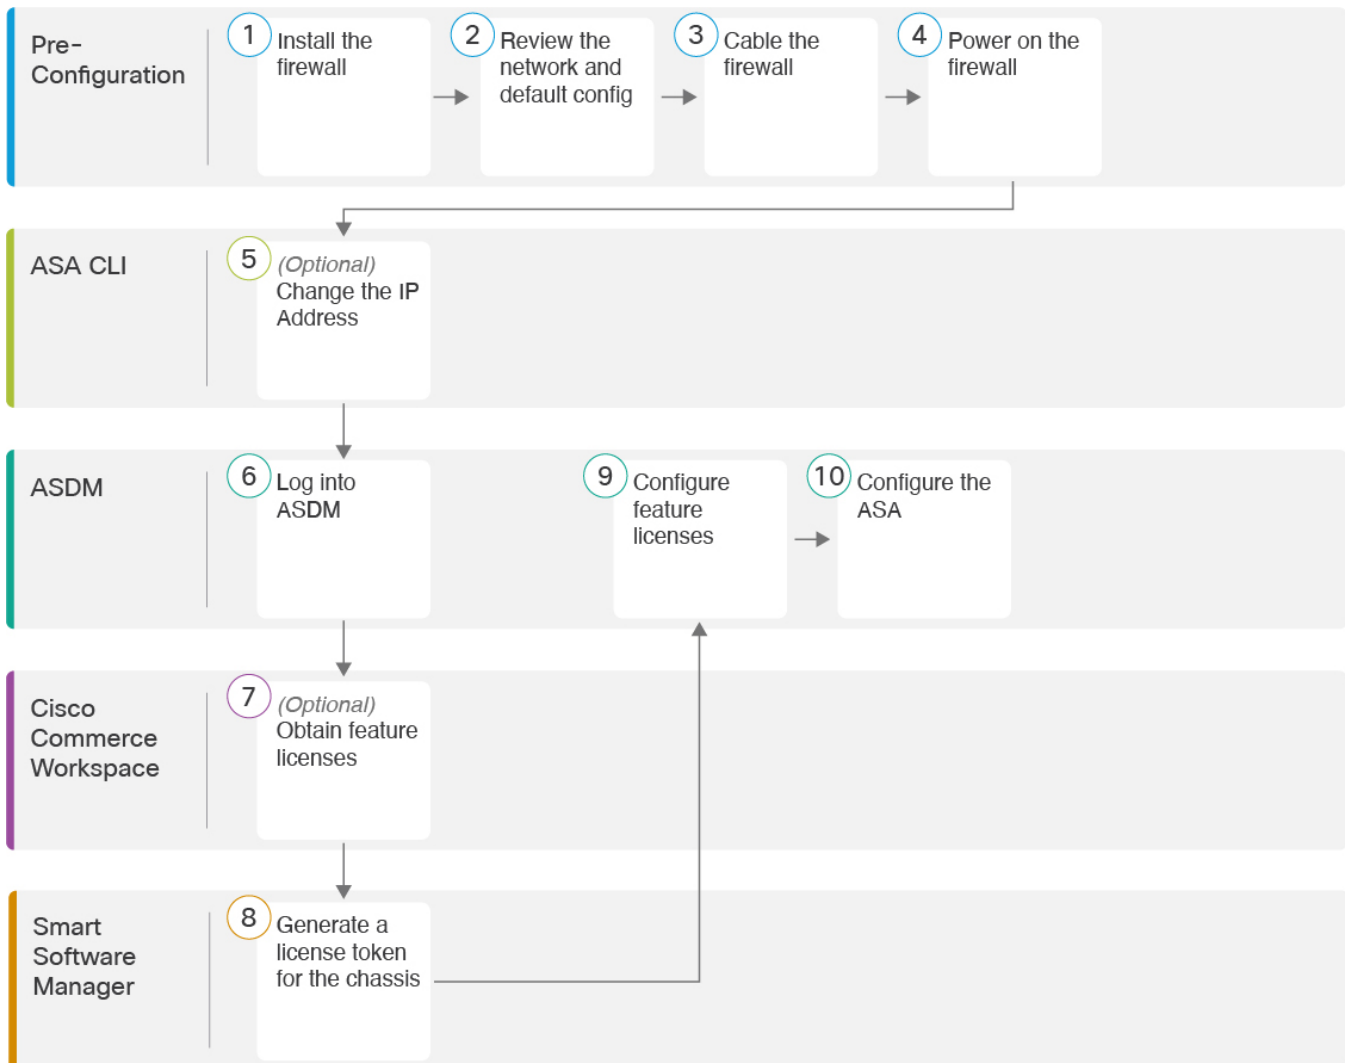 Pre-
Configuration
1
Install the
firewall
2
Review the
network and
default config
3
Cable the
firewall
4
Power on the
firewall
ASA CLI
5
(Optional)
Change the IP
Address
ASDM
6
Log into
ASDM
9
Configure
feature
licenses
10
Configure the
ASA
Cisco
Commerce
Workspace
7
(Optional)
Obtain feature
licenses
Smart
Software
Manager
8
Generate a
license token
for the chassis